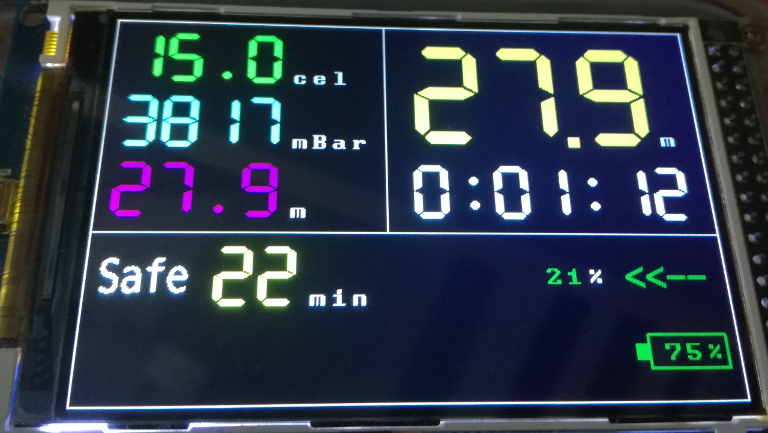 15.0 cel
3817 mBar
27.9 m
27.9 m
0:01:12
Safe 22 min
21% <<--
75%